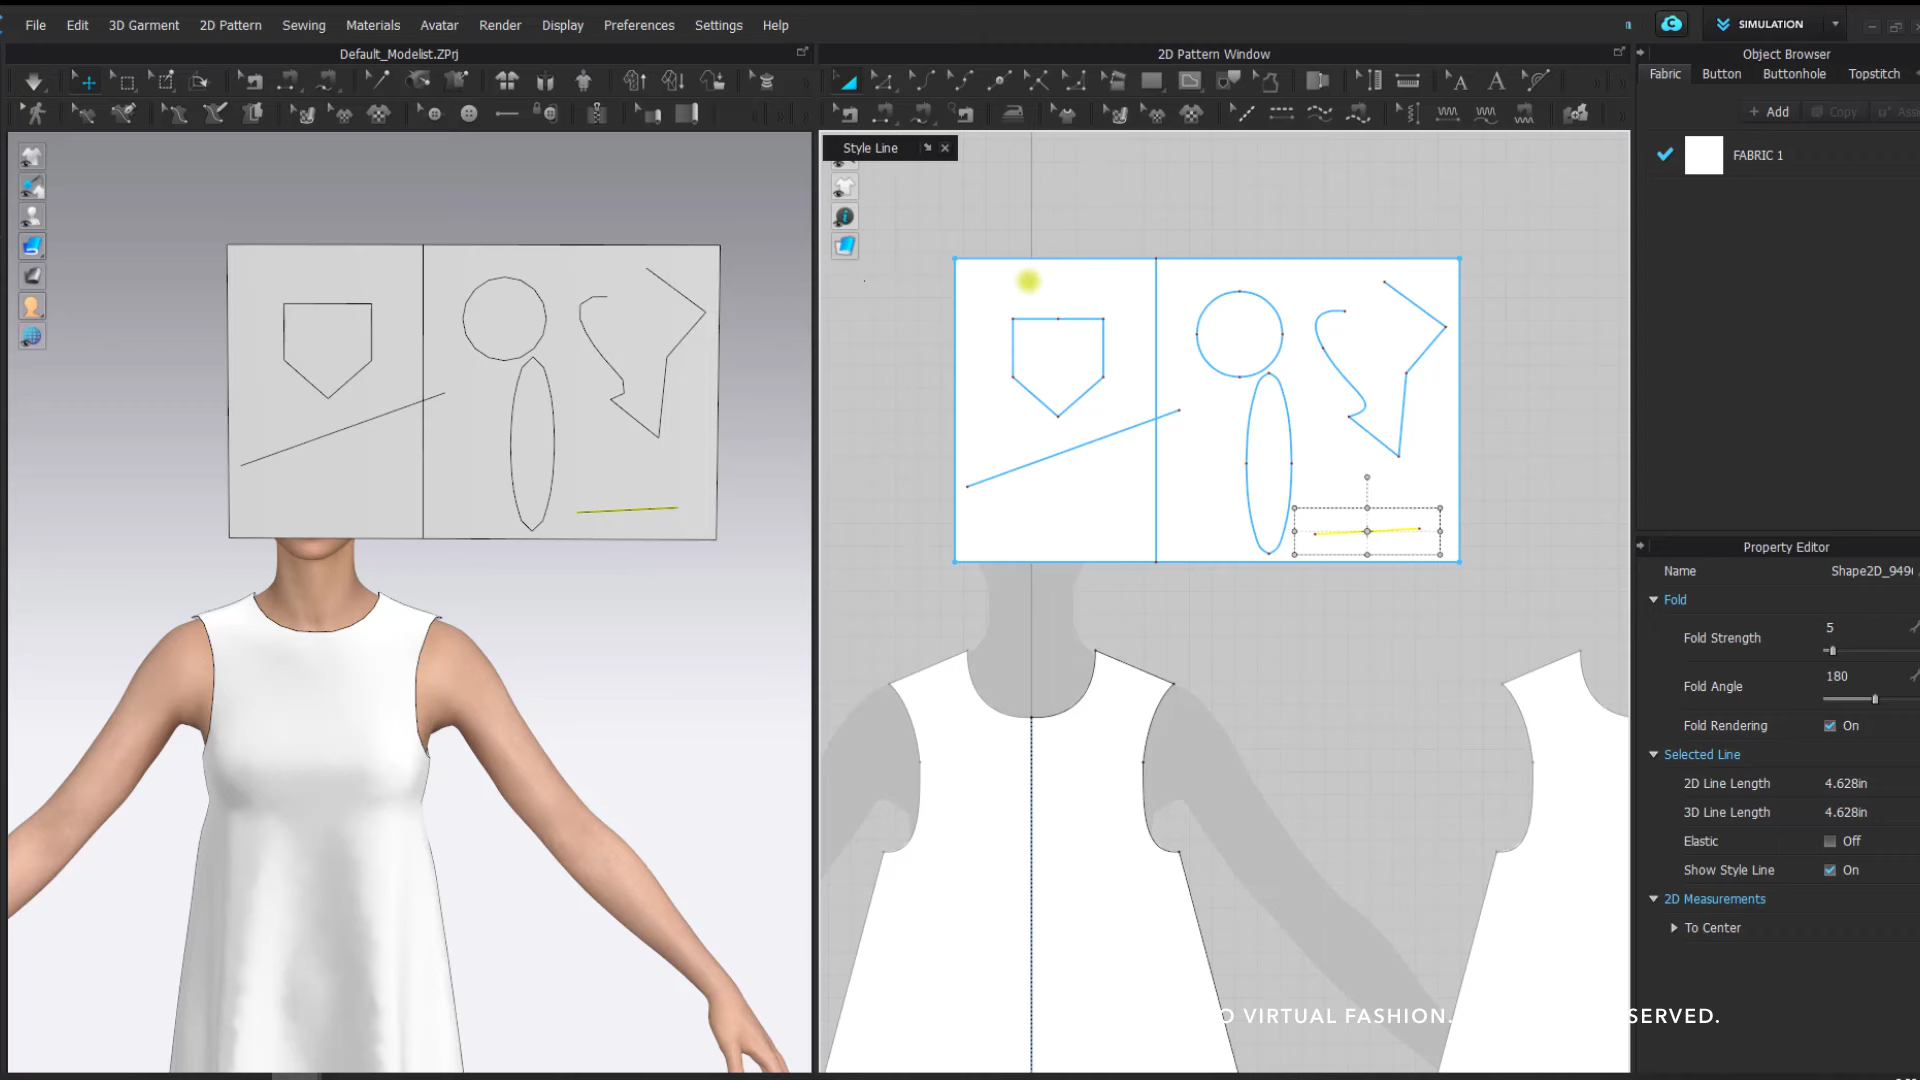 File Edit 3D Garment 2D Pattern Sewing Materials Avatar Render Display Preferences Settings Help
SIMULATION
Default_Modelist.ZPrj
2D Pattern Window
Object Browser
Fabric Button Buttonhole Topstitch
+ Add Copy
Style Line
FABRIC 1
Property Editor
Name
Fold
Fold Strength 5
Fold Angle 180
Fold Rendering On
Selected Line
2D Line Length 4.628in
3D Line Length 4.628in
Elastic Off
Show Style Line On
2D Measurements
To Center
VIRTUAL FASHION.